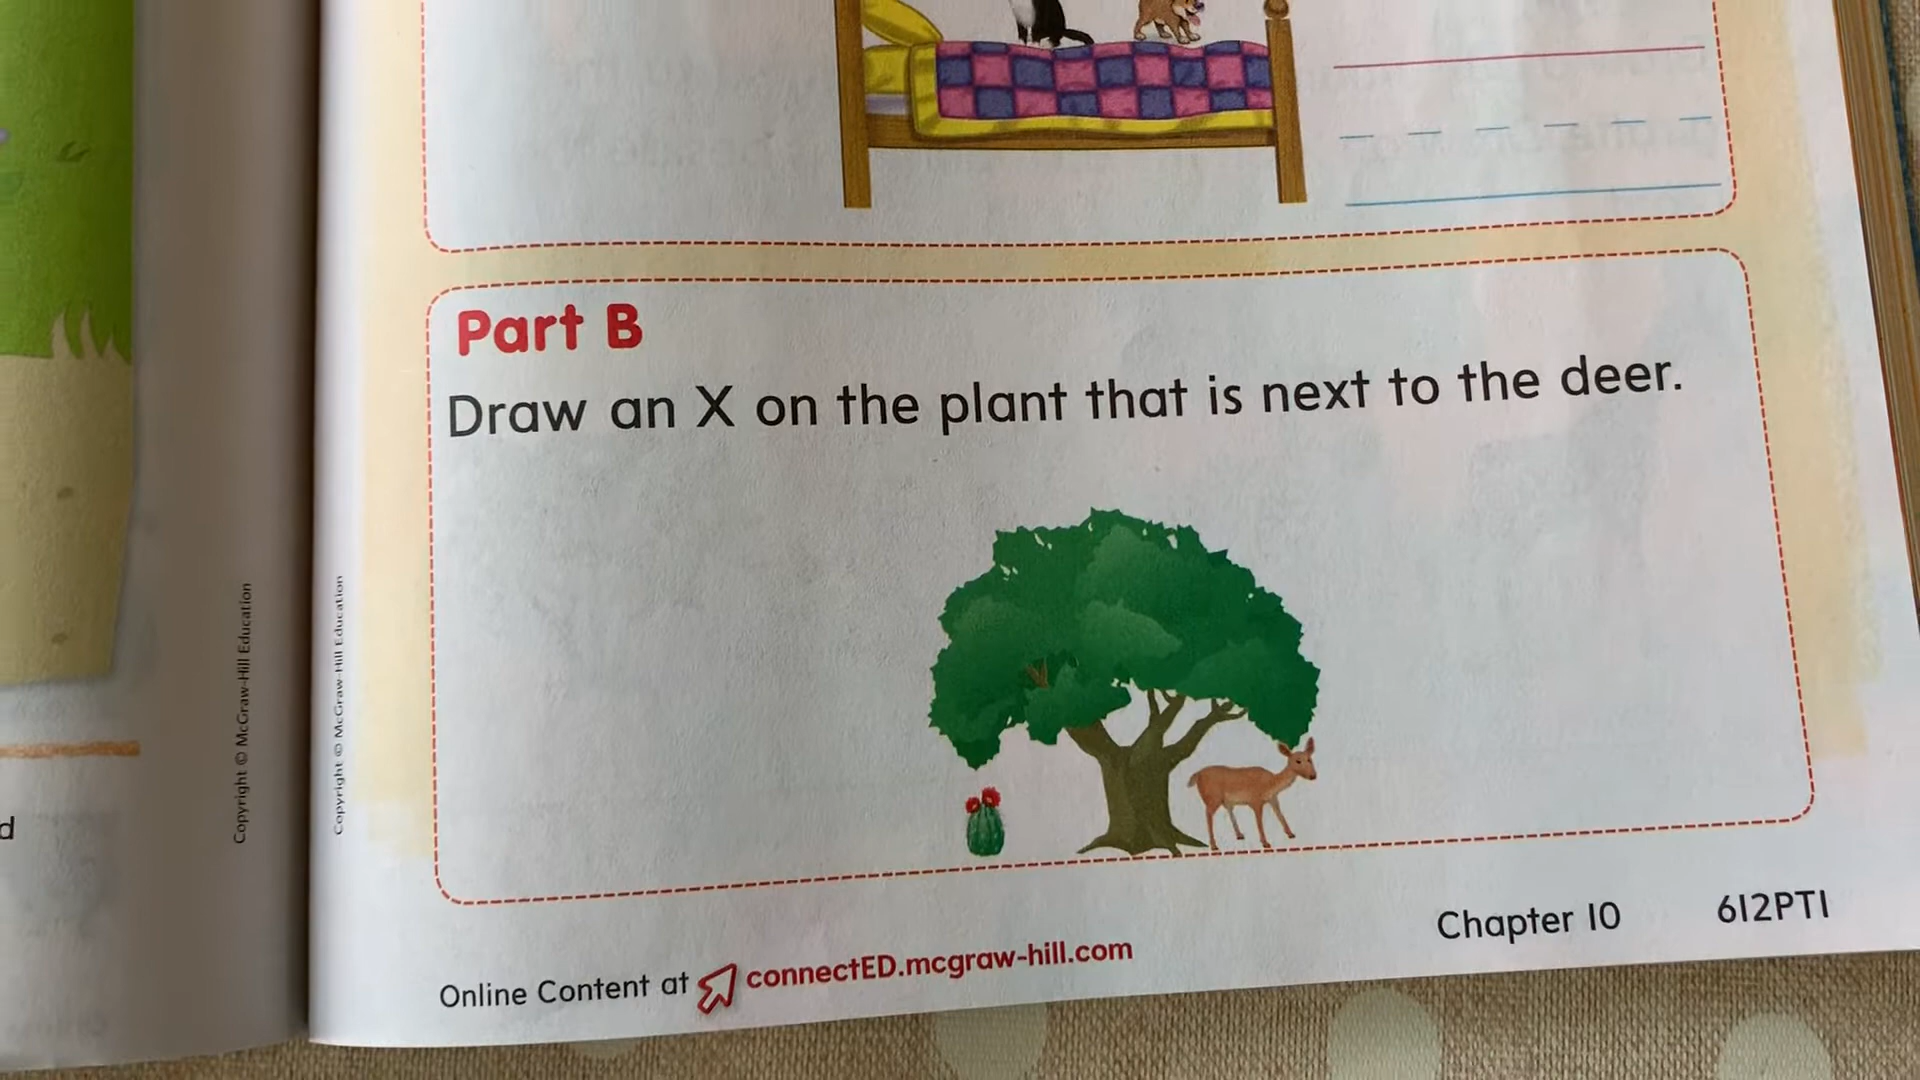 Part B
Draw an X on the plant that is next to the deer.
Copyright © McGraw-Hill Education
Copyright © McGraw-Hill Education
d
Chapter 10 612PT1
Online Content at connectED.mcgraw-hill.com